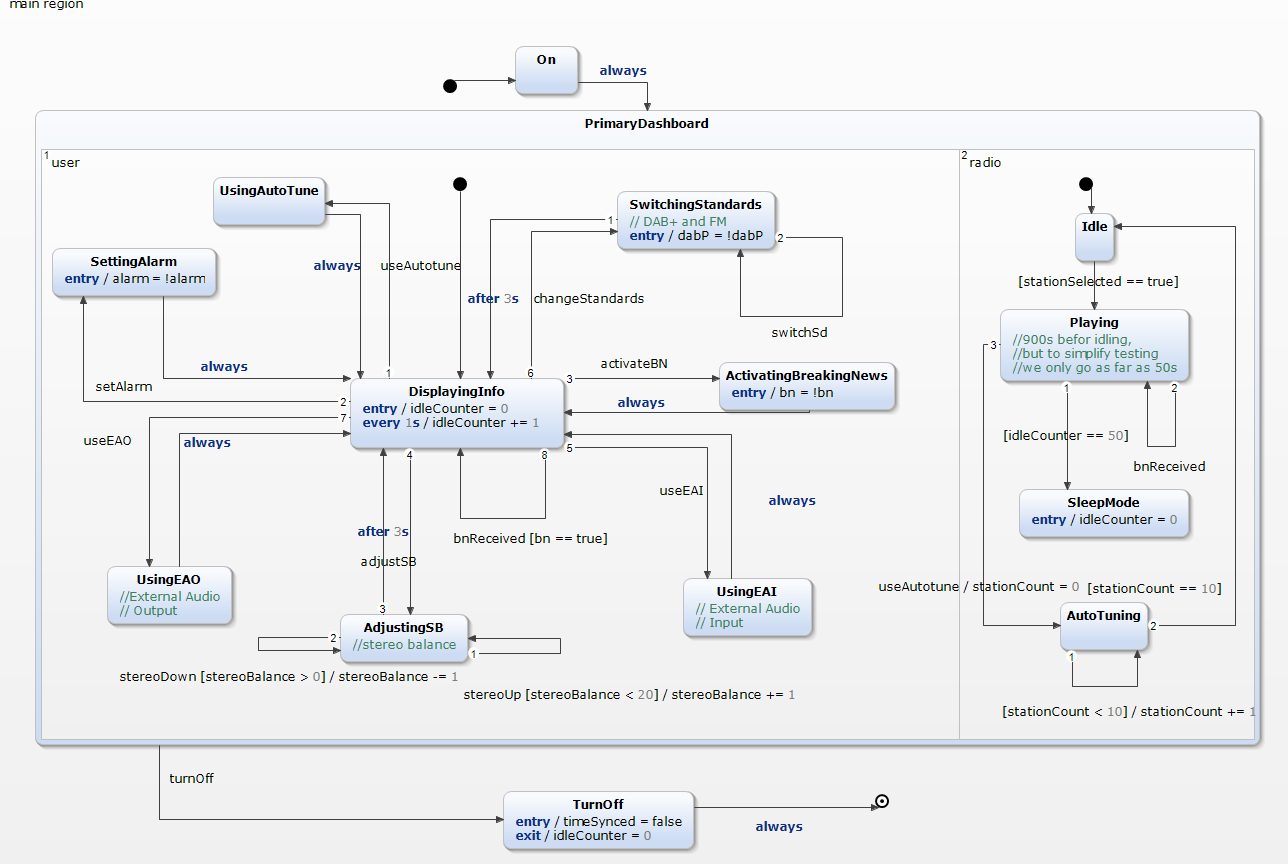 main region
On
always
PrimaryDashboard
1
user
2
radio
UsingAutoTune
SwitchingStandards
// DAB+ and FM
entry / dabP = !dabP
1
2
Idle
SettingAlarm
entry / alarm = !alarm
always
useAutotune
after 3s
changeStandards
switchSd
[stationSelected == true]
Playing
//900s befor idling,
//but to simplify testing
//we only go as far as 50s
3
1
2
always
setAlarm
1
6
activateBN
3
ActivatingBreakingNews
entry / bn = !bn
always
DisplayingInfo
entry / idleCounter = 0
every 1s / idleCounter += 1
2
7
4
8
5
useEAO
always
[idleCounter == 50]
bnReceived
useEAI
always
SleepMode
entry / idleCounter = 0
after 3s
adjustSB
bnReceived [bn == true]
UsingEAO
//External Audio
// Output
UsingEAI
// External Audio
// Input
useAutotune / stationCount = 0
[stationCount == 10]
3
AdjustingSB
//stereo balance
2
1
AutoTuning
2
1
stereoDown [stereoBalance > 0] / stereoBalance -= 1
stereoUp [stereoBalance < 20] / stereoBalance += 1
[stationCount < 10] / stationCount += 1
turnOff
TurnOff
entry / timeSynced = false
exit / idleCounter = 0
always